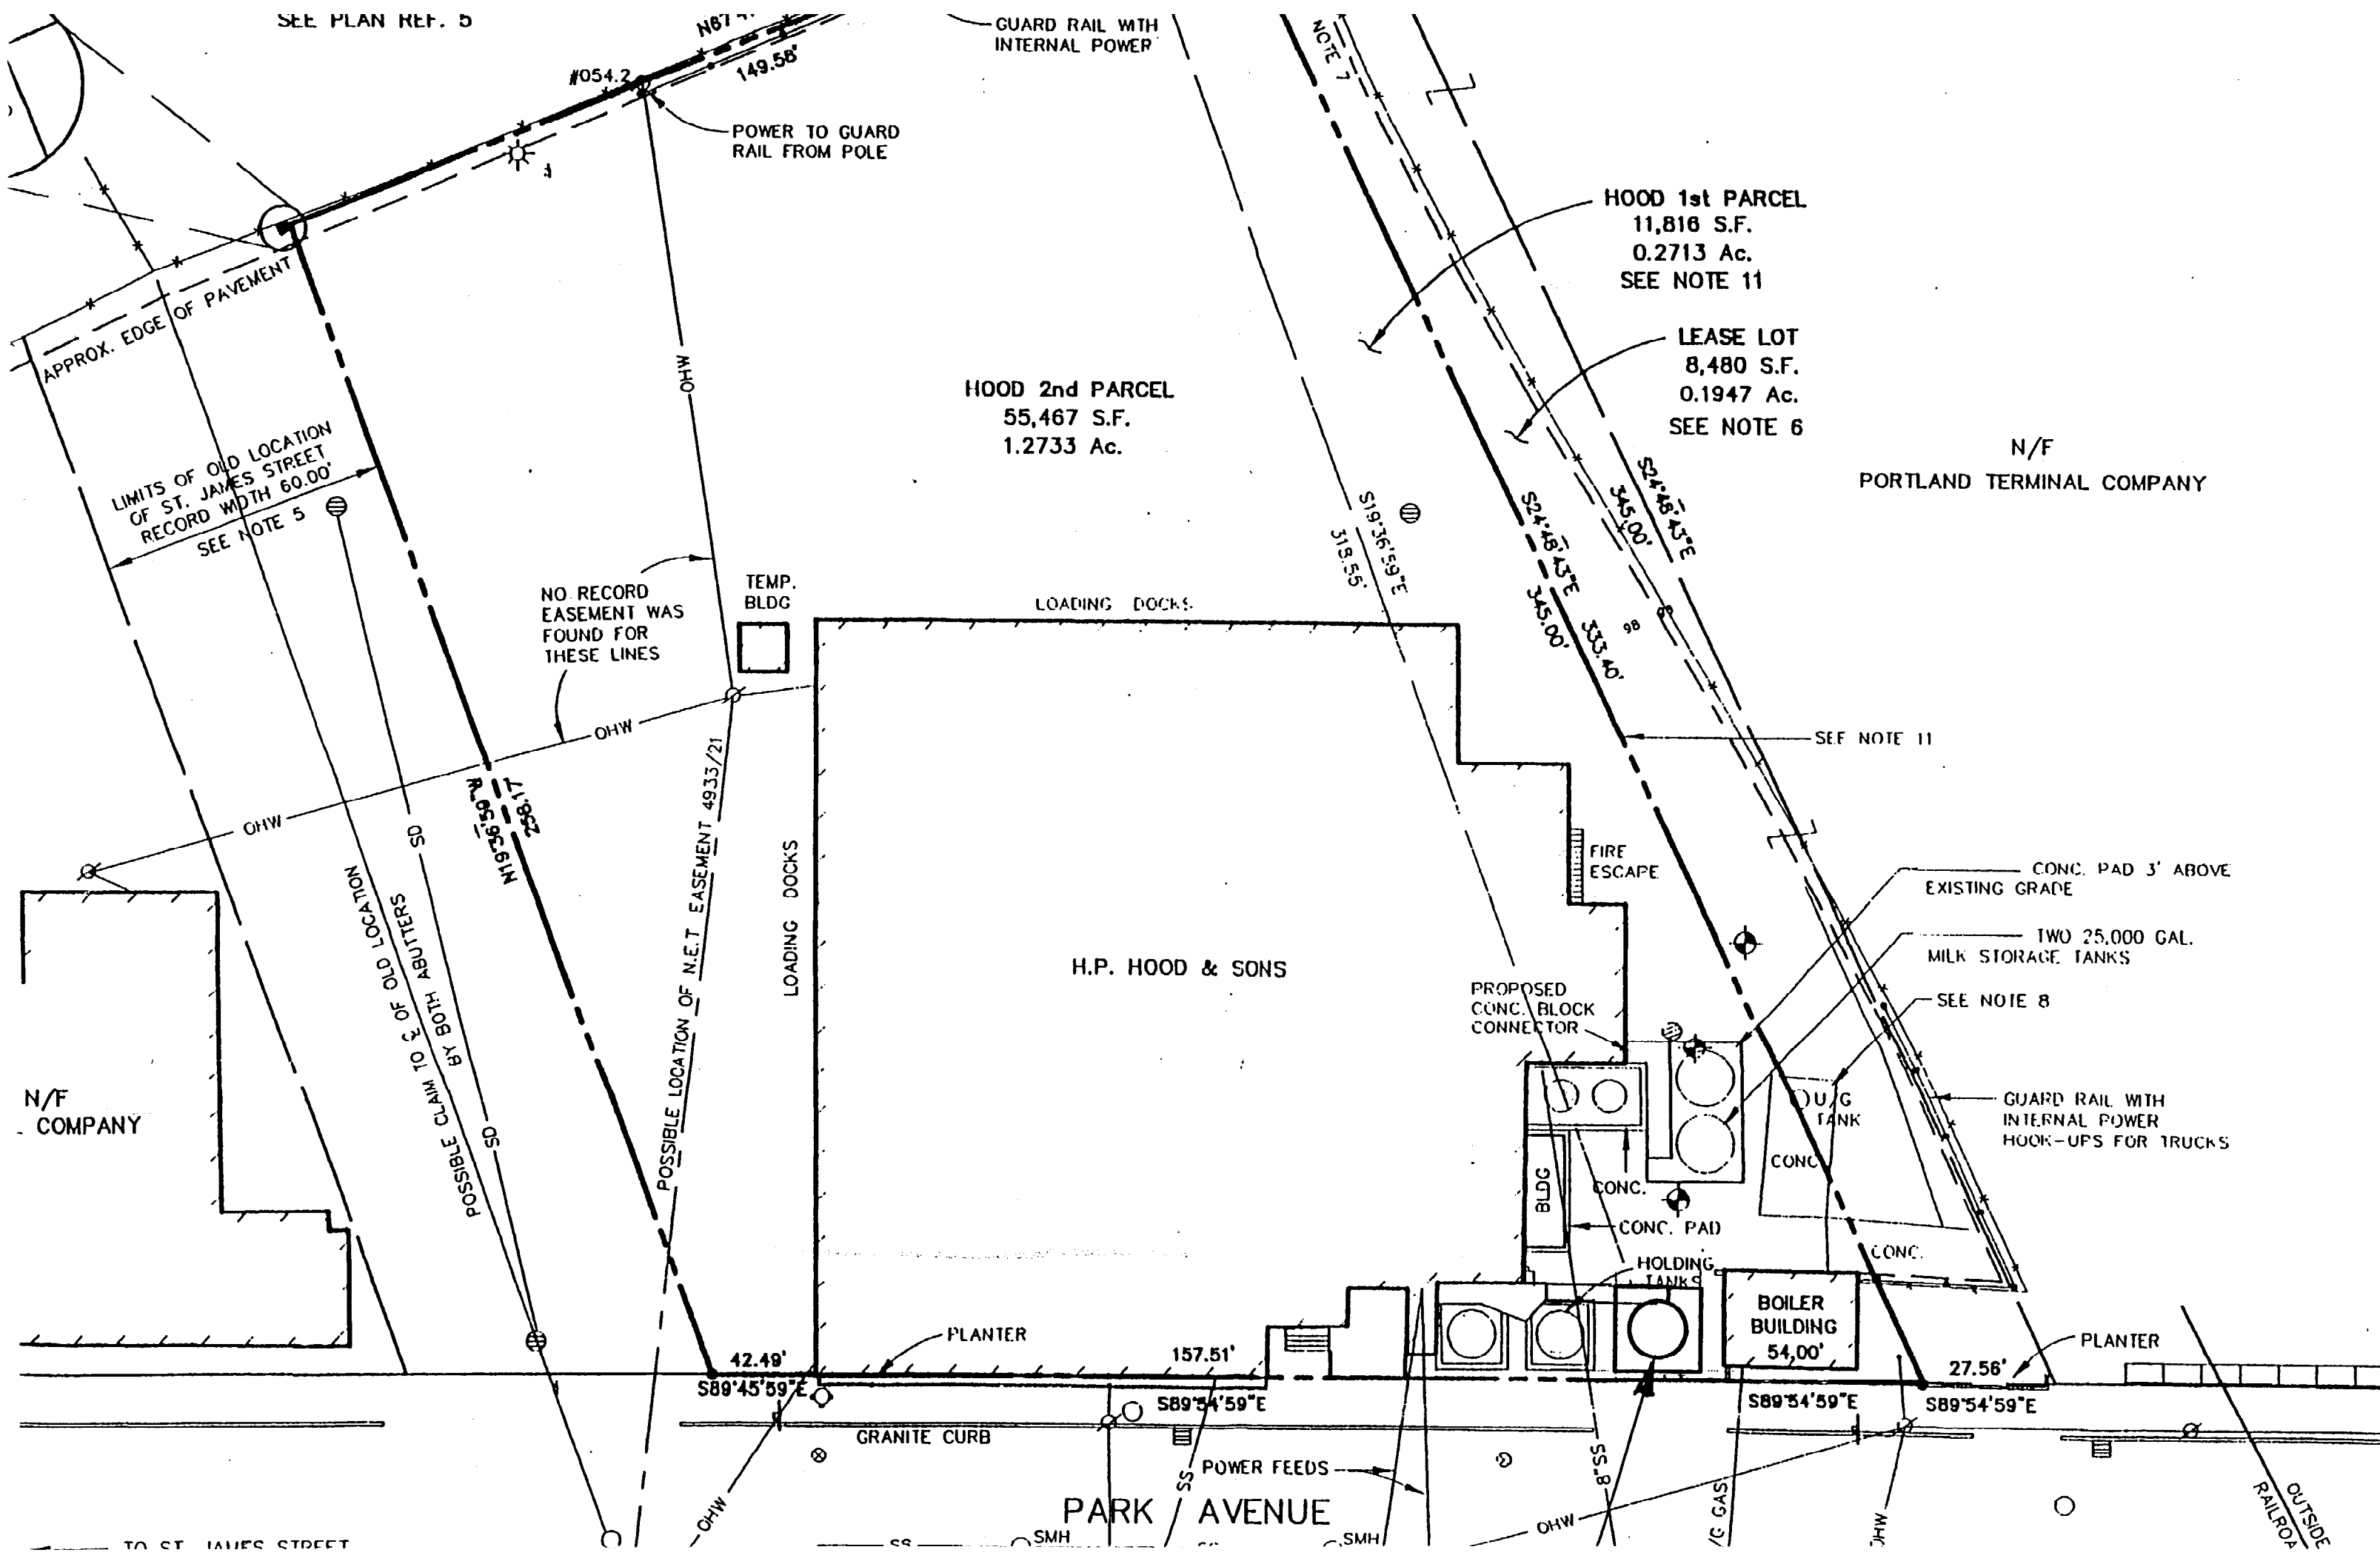 SEE PLAN REF. 5
#054.2
149.58'
GUARD RAIL WITH
INTERNAL POWER
NOTE 7
POWER TO GUARD
RAIL FROM POLE
HOOD 1st PARCEL
11,816 S.F.
0.2713 Ac.
SEE NOTE 11
LEASE LOT
8,480 S.F.
0.1947 Ac.
SEE NOTE 6
APPROX. EDGE OF PAVEMENT
OHW
HOOD 2nd PARCEL
55,467 S.F.
1.2733 Ac.
N/F
PORTLAND TERMINAL COMPANY
LIMITS OF OLD LOCATION
OF ST. JAMES STREET
RECORD WIDTH 60.00'
SEE NOTE 5
S19°36'59"E
318.55'
S24°48'43"E
345.00'
S24°48'43"E
345.00'
333.40'
98
98
NO RECORD
EASEMENT WAS
FOUND FOR
THESE LINES
TEMP.
BLDG
LOADING DOCKS
OHW
SEE NOTE 11
OHW
SD
N19°36'59"W
258.17
POSSIBLE LOCATION OF N.E.T EASEMENT 4933/21
LOADING DOCKS
FIRE
ESCAPE
CONC. PAD 3' ABOVE
EXISTING GRADE
TWO 25,000 GAL.
MILK STORAGE TANKS
SEE NOTE 8
POSSIBLE CLAIM TO ℄ OF OLD LOCATION
BY BOTH ABUTTERS
SD
H.P. HOOD & SONS
PROPOSED
CONC. BLOCK
CONNECTOR
U/G
TANK
CONC
GUARD RAIL WITH
INTERNAL POWER
HOOK-UPS FOR TRUCKS
N/F
COMPANY
BLDG
CONC.
CONC. PAD
CONC.
HOLDING
TANKS
BOILER
BUILDING
54,00'
PLANTER
PLANTER
42.49'
157.51'
27.56'
S89°45'59"E
S89°54'59"E
S89°54'59"E
S89°54'59"E
GRANITE CURB
POWER FEEDS
PARK AVENUE
OHW
SS
SS-8
OHW
/G GAS
OHW
OUTSIDE
RAILROA
TO ST. JAMES STREET
SS
SMH
SS
SMH